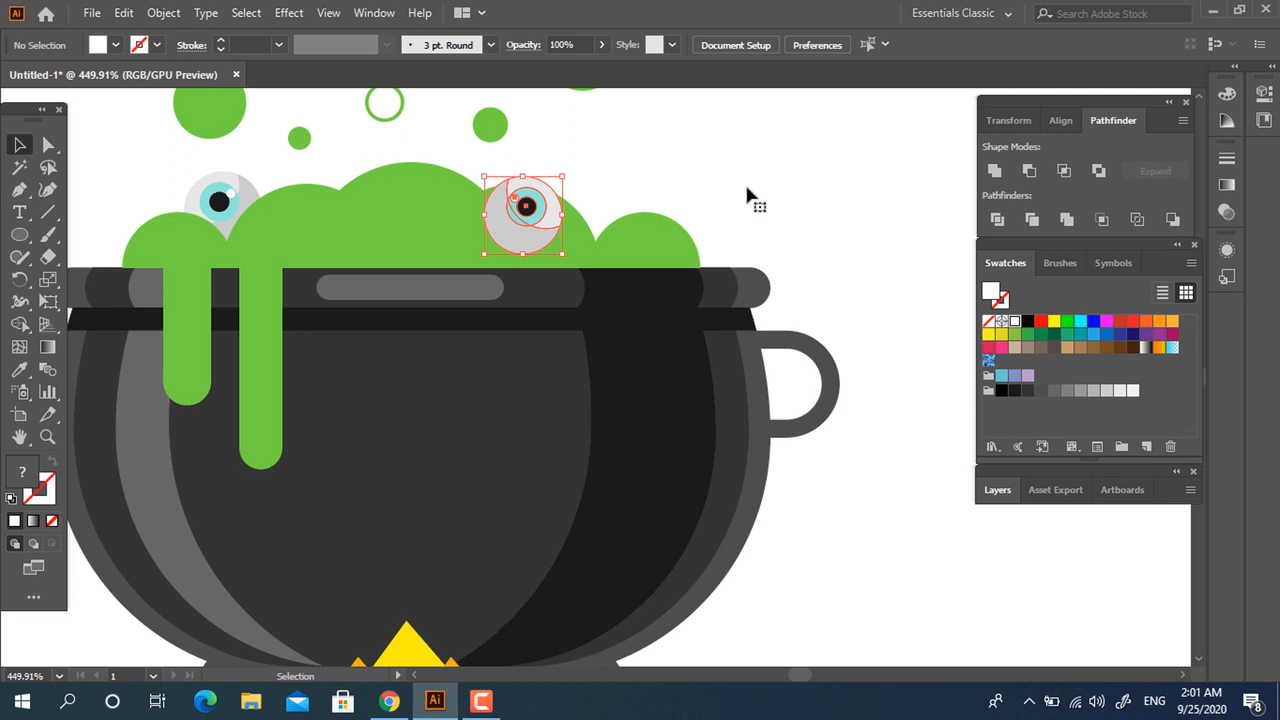 Ai File Edit Object Type Select Effect View Window Help Essentials Classic Search Adobe Stock
No Selection Stroke: 3 pt. Round Opacity: 100% Style: Document Setup Preferences
Untitled-1* @ 449.91% (RGB/GPU Preview)
Transform Align Pathfinder
Shape Modes:
Expand
Pathfinders:
Swatches Brushes Symbols
?
Layers Asset Export Artboards
449.91% 1 Selection
Ai ENG 2:01 AM
9/25/2020 8